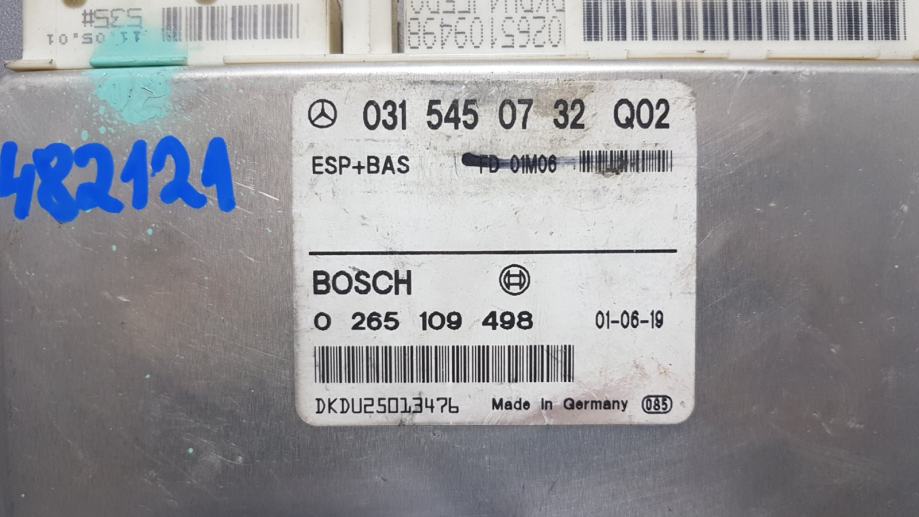 535#
11.05.01
0265109498
482121
031 545 07 32 Q02
ESP+BAS FD 01M06
BOSCH
0 265 109 498 01-06-19
DKDU25013476 Made in Germany 085